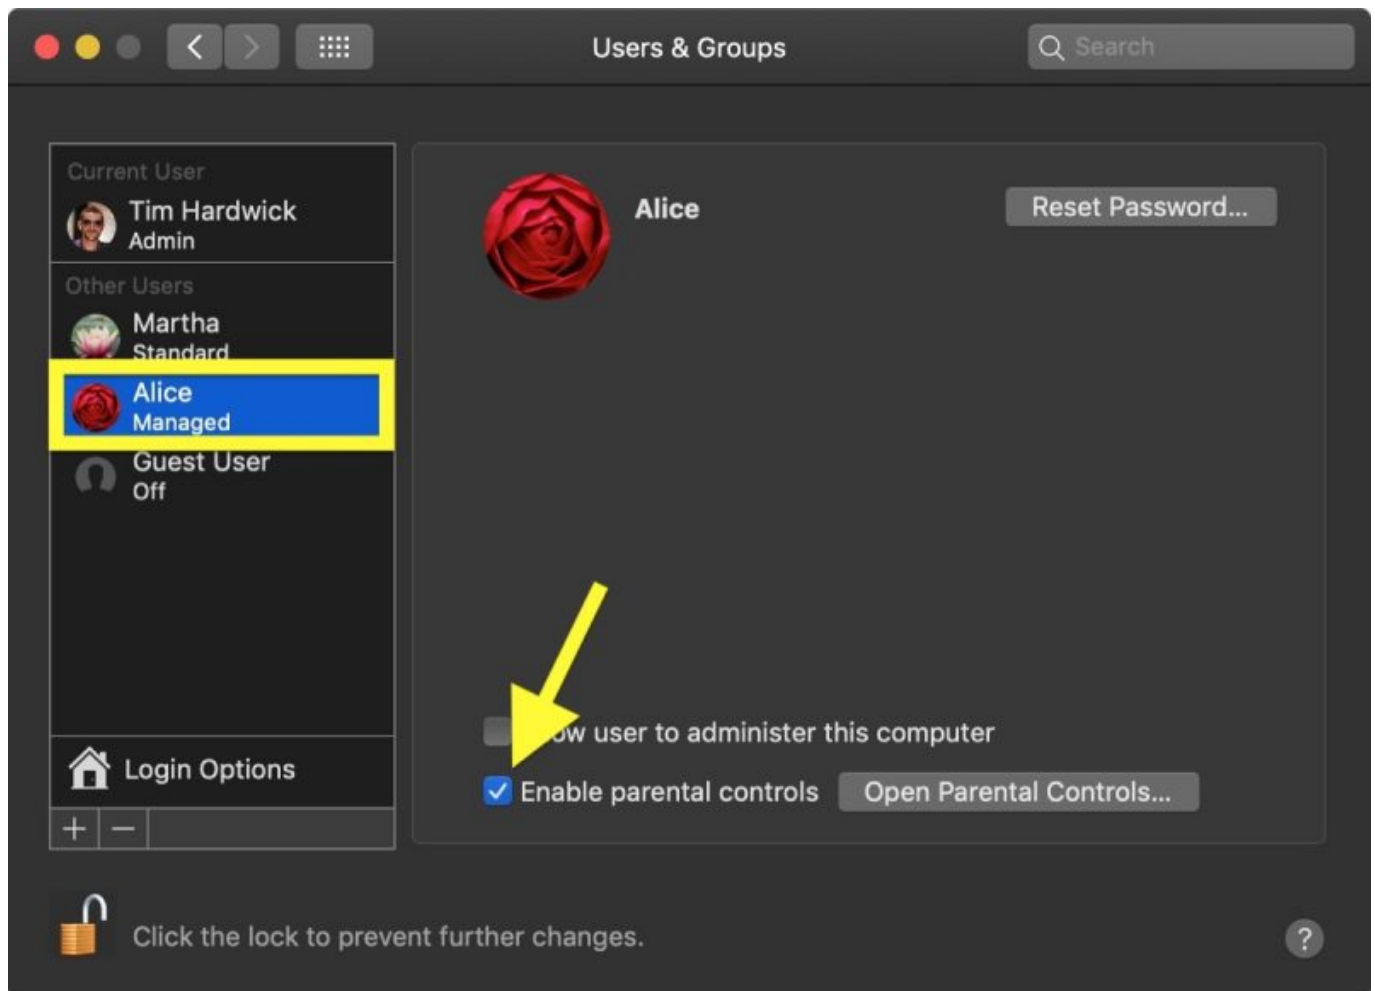 Users & Groups
Search
Current User
Tim Hardwick
Admin
Other Users
Martha
Standard
Alice
Managed
Guest User
Off
Login Options
Alice
Reset Password...
user to administer this computer
Enable parental controls
Open Parental Controls...
Click the lock to prevent further changes.
?